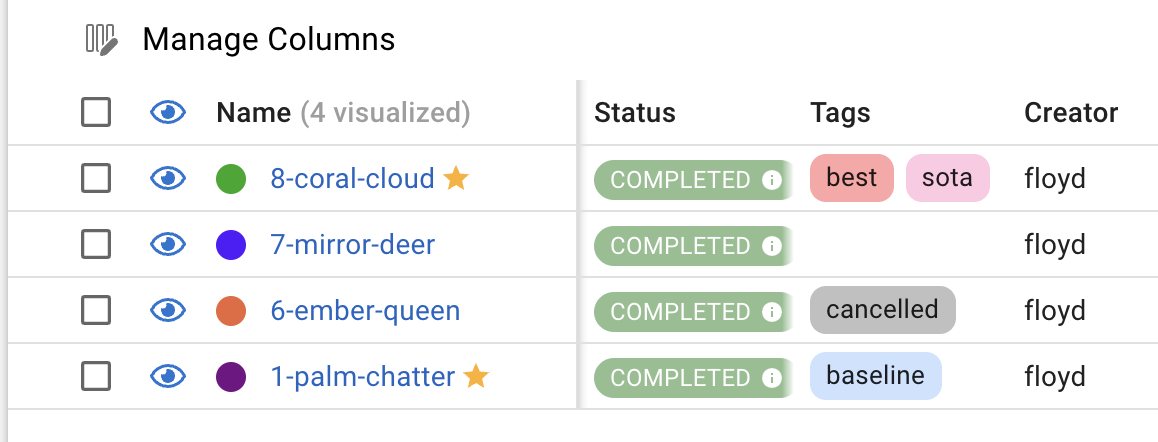 Manage Columns
Name (4 visualized) Status Tags Creator
8-coral-cloud COMPLETED best sota floyd
7-mirror-deer COMPLETED floyd
6-ember-queen COMPLETED cancelled floyd
1-palm-chatter COMPLETED baseline floyd